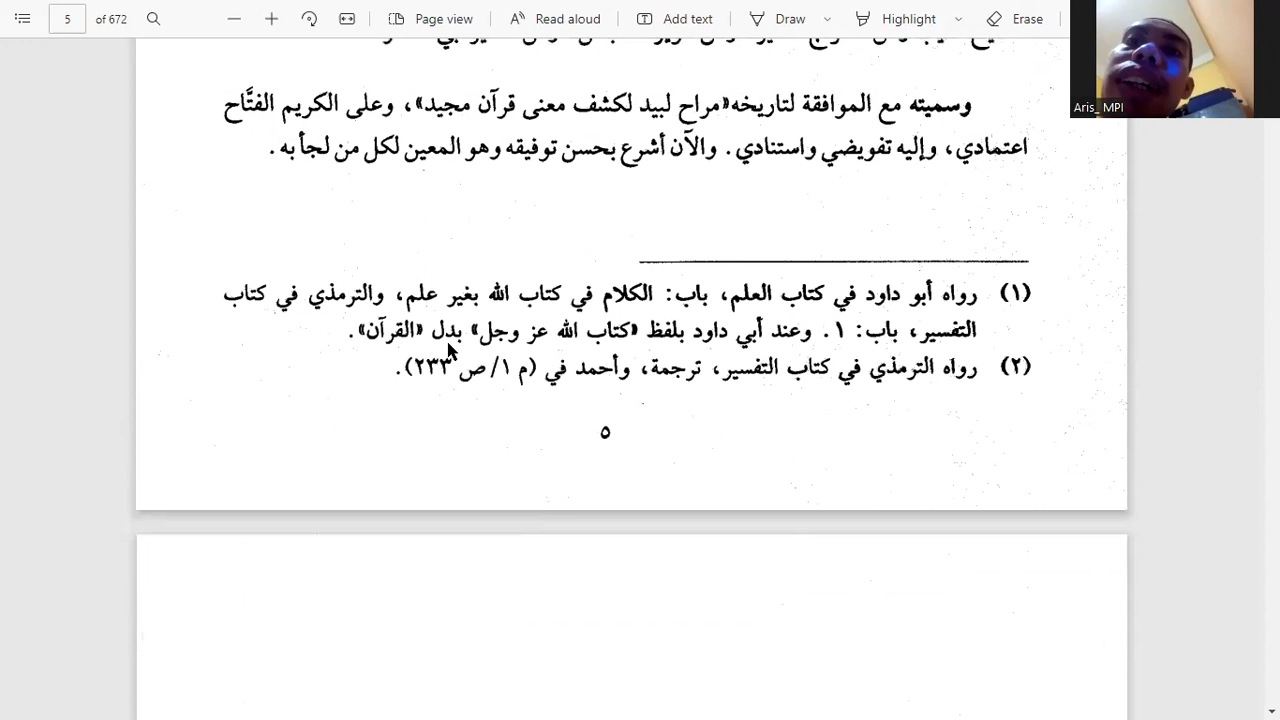 5 of 672
Page view
Read aloud
Add text
Draw
Highlight
Erase
Aris_ MPI
وسميته مع الموافقة لتاريخه «مراح لبيد لكشف معنى قرآن مجيد»، وعلى الكريم الفتَّاح
اعتمادي، وإليه تفويضي واستنادي. والآن أشرع بحسن توفيقه وهو المعين لكل من لجأ به.
(١) رواه أبو داود في كتاب العلم، باب: الكلام في كتاب الله بغير علم، والترمذي في كتاب
التفسير، باب: ١. وعند أبي داود بلفظ «كتاب الله عز وجل» بدل «القرآن».
(٢) رواه الترمذي في كتاب التفسير، ترجمة، وأحمد في (م ١/ ص ٢٣٣).
٥